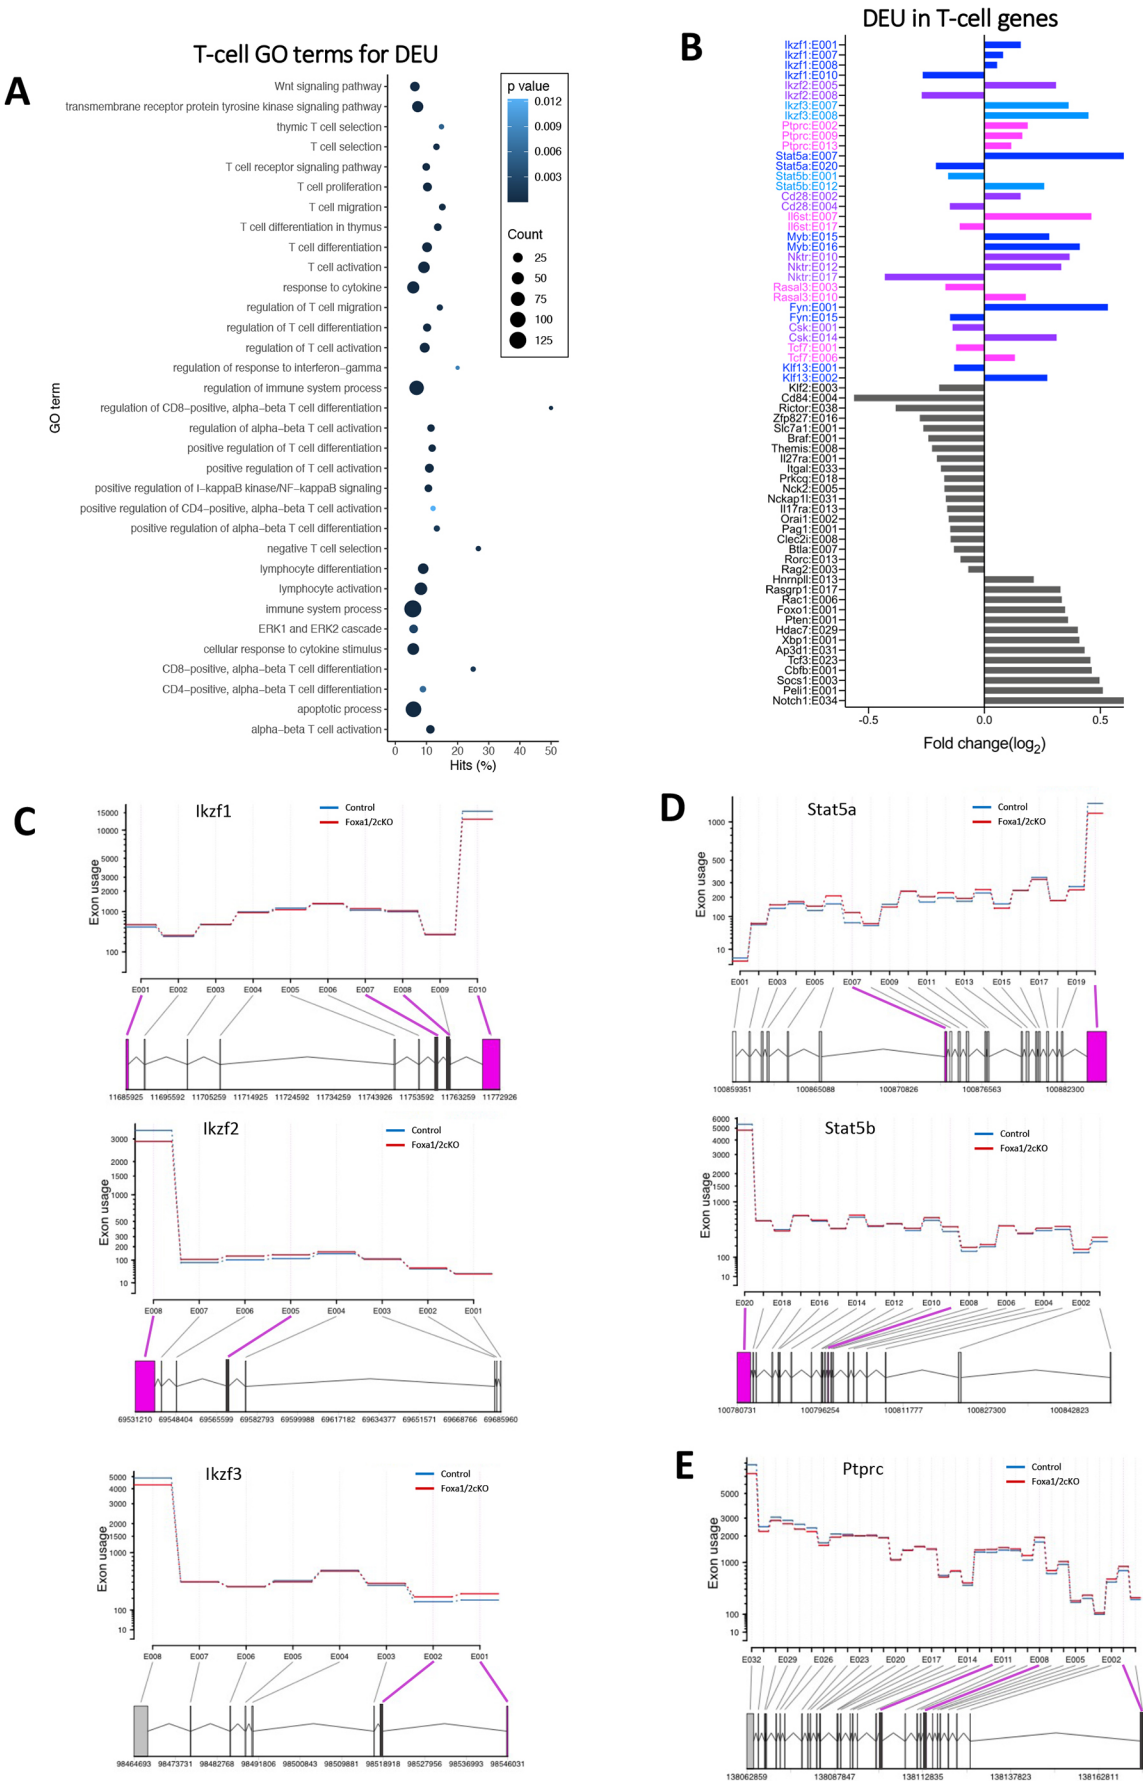 A
T-cell GO terms for DEU
GO term
Wnt signaling pathway
transmembrane receptor protein tyrosine kinase signaling pathway
thymic T cell selection
T cell selection
T cell receptor signaling pathway
T cell proliferation
T cell migration
T cell differentiation in thymus
T cell differentiation
T cell activation
response to cytokine
regulation of T cell migration
regulation of T cell differentiation
regulation of T cell activation
regulation of response to interferon−gamma
regulation of immune system process
regulation of CD8−positive, alpha−beta T cell differentiation
regulation of alpha−beta T cell activation
positive regulation of T cell differentiation
positive regulation of T cell activation
positive regulation of I−kappaB kinase/NF−kappaB signaling
positive regulation of CD4−positive, alpha−beta T cell activation
positive regulation of alpha−beta T cell differentiation
negative T cell selection
lymphocyte differentiation
lymphocyte activation
immune system process
ERK1 and ERK2 cascade
cellular response to cytokine stimulus
CD8−positive, alpha−beta T cell differentiation
CD4−positive, alpha−beta T cell differentiation
apoptotic process
alpha−beta T cell activation
0 10 20 30 40 50
Hits (%)
p value
0.012
0.009
0.006
0.003
Count
25
50
75
100
125
B
DEU in T-cell genes
Ikzf1:E001
Ikzf1:E007
Ikzf1:E008
Ikzf1:E010
Ikzf2:E005
Ikzf2:E008
Ikzf3:E007
Ikzf3:E008
Ptprc:E002
Ptprc:E009
Ptprc:E013
Stat5a:E007
Stat5a:E020
Stat5b:E001
Stat5b:E012
Cd28:E002
Cd28:E004
Il6st:E007
Il6st:E017
Myb:E015
Myb:E016
Nktr:E010
Nktr:E012
Nktr:E017
Rasal3:E003
Rasal3:E010
Fyn:E001
Fyn:E015
Csk:E001
Csk:E014
Tcf7:E001
Tcf7:E006
Klf13:E001
Klf13:E002
Klf2:E003
Cd84:E004
Rictor:E038
Zfp827:E016
Slc7a1:E001
Braf:E001
Themis:E008
Il27ra:E001
Itgal:E033
Prkcq:E018
Nck2:E005
Nckap1l:E031
Il17ra:E013
Orai1:E002
Pag1:E001
Clec2i:E008
Btla:E007
Rorc:E013
Rag2:E003
Hnrnpll:E013
Rasgrp1:E017
Rac1:E006
Foxo1:E001
Pten:E001
Hdac7:E029
Xbp1:E001
Ap3d1:E031
Tcf3:E023
Cbfb:E001
Socs1:E003
Peli1:E001
Notch1:E034
-0.5 0.0 0.5
Fold change(log2)
C
Ikzf1
Control
Foxa1/2cKO
Exon usage
15000
10000
5000
3000
2000
1000
100
E001 E002 E003 E004 E005 E006 E007 E008 E009 E010
11685925 11695592 11705259 11714925 11724592 11734259 11743926 11753592 11763259 11772926
Ikzf2
Control
Foxa1/2cKO
Exon usage
3000
2000
1500
1000
500
300
200
100
10
E008 E007 E006 E005 E004 E003 E002 E001
69531210 69548404 69565599 69582793 69599988 69617182 69634377 69651571 69668766 69685960
Ikzf3
Control
Foxa1/2cKO
Exon usage
5000
4000
3000
2000
1500
1000
100
10
E008 E007 E006 E005 E004 E003 E002 E001
98464693 98473731 98482768 98491806 98500843 98509881 98518918 98527956 98536993 98546031
D
Stat5a
Control
Foxa1/2cKO
Exon usage
1000
500
300
200
100
10
E001 E003 E005 E007 E009 E011 E013 E015 E017 E019
100859351 100865088 100870826 100876563 100882300
Stat5b
Control
Foxa1/2cKO
Exon usage
6000
5000
4000
3000
2000
1500
1000
100
10
E020 E018 E016 E014 E012 E010 E008 E006 E004 E002
100780731 100796254 100811777 100827300 100842823
E
Ptprc
Control
Foxa1/2cKO
Exon usage
5000
3000
2000
1000
100
10
E032 E029 E026 E023 E020 E017 E014 E011 E008 E005 E002
138062859 138087847 138112835 138137823 138162811